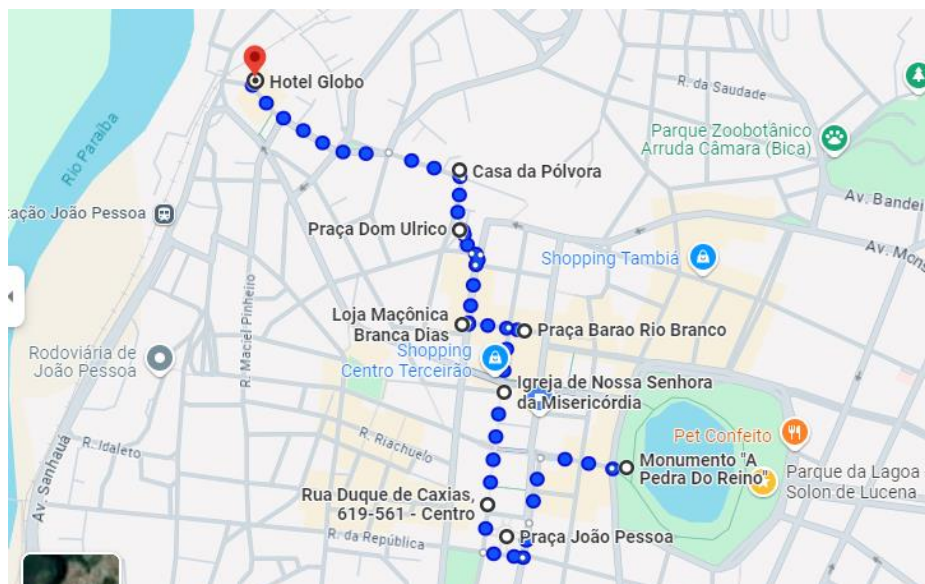 Hotel Globo
R. da Saudade
Parque Zoobotânico
Arruda Câmara (Bica)
Rio Paraíba
Casa da Pólvora
Av. Bandei
tação João Pessoa
Praça Dom Ulrico
Av. Mons
Shopping Tambiá
R. Maciel Pinheiro
Loja Maçônica
Branca Dias
Praça Barao Rio Branco
Rodoviária de
João Pessoa
Shopping
Centro Terceirão
Igreja de Nossa Senhora
da Misericórdia
R. Idaleto
R. Riachuelo
Pet Confeito
Av. Sanhauá
Monumento "A
Pedra Do Reino"
Parque da Lagoa
Solon de Lucena
Rua Duque de Caxias,
619-561 - Centro
R. da República
Praça João Pessoa